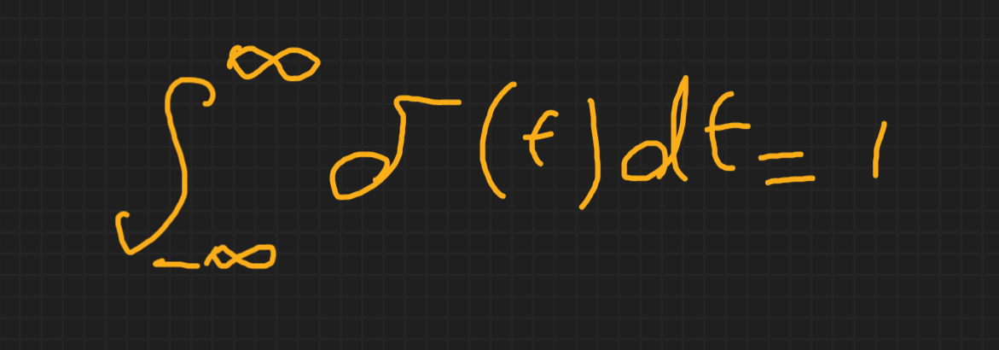 ∫_{-∞}^{∞} δ(t)dt = 1